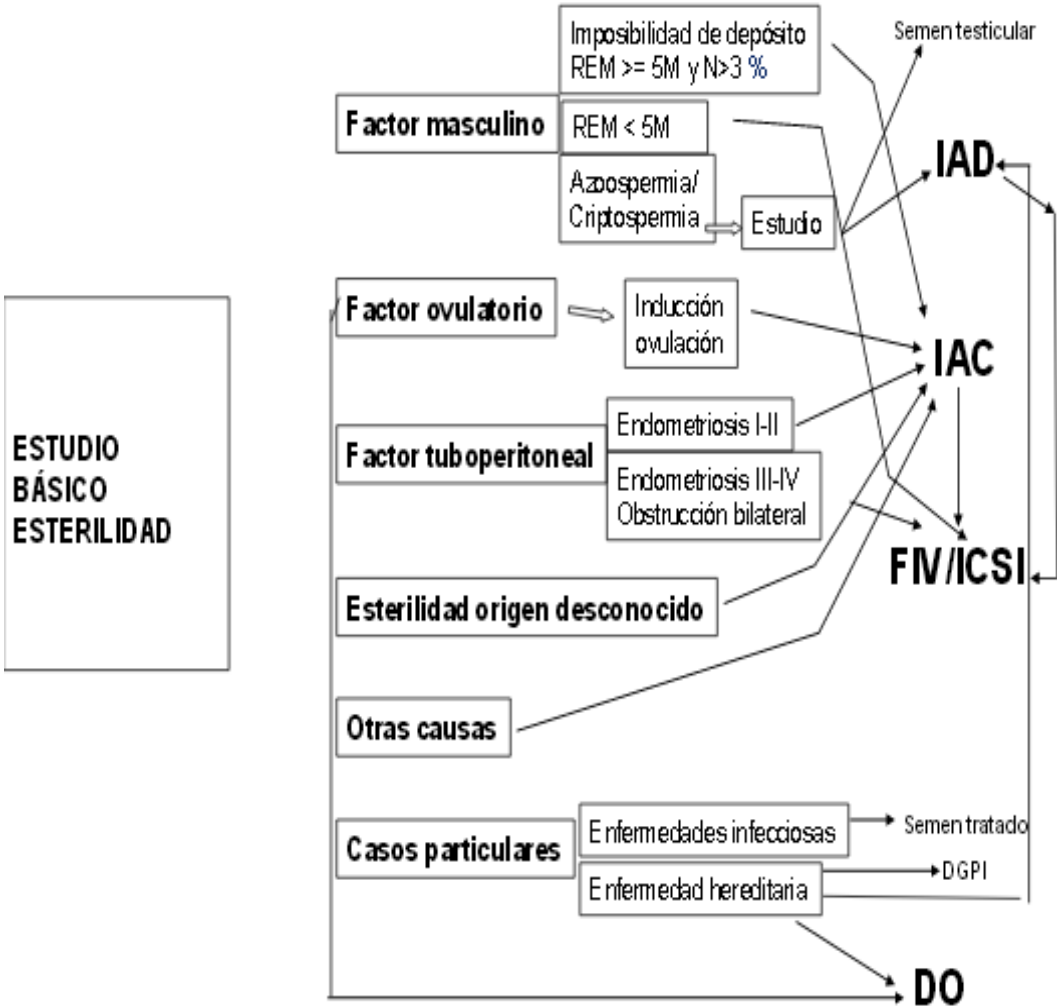 Imposibilidad de depósito
REM >= 5M y N>3 %
Semen testicular
Factor masculino
REM < 5M
Azoospermia/
Criptospermia
Estudio
IAD
Factor ovulatorio
Inducción
ovulación
IAC
ESTUDIO
BÁSICO
ESTERILIDAD
Factor tuboperitoneal
Endometriosis I-II
Endometriosis III-IV
Obstrucción bilateral
FIV/ICSI
Esterilidad origen desconocido
Otras causas
Casos particulares
Enfermedades infecciosas
Semen tratado
Enfermedad hereditaria
DGPI
DO